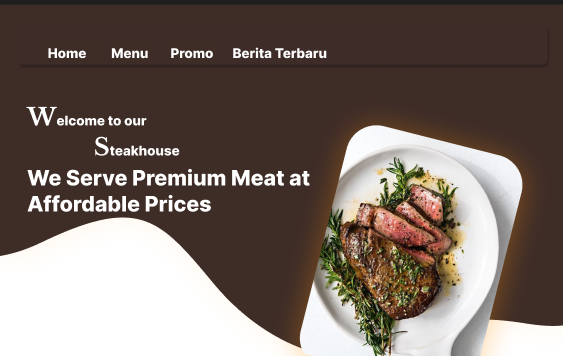 Home Menu Promo Berita Terbaru
Welcome to our
Steakhouse
We Serve Premium Meat at
Affordable Prices